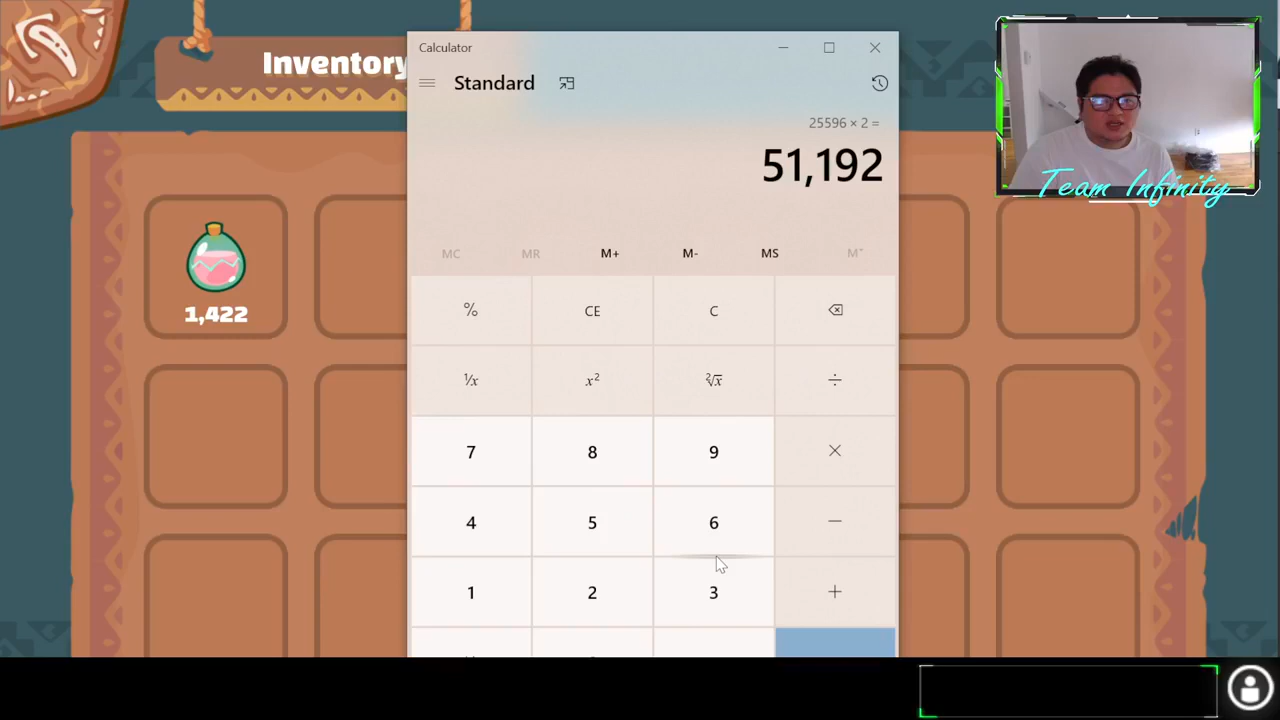 Inventory
Calculator
Standard
25596 × 2 =
51,192
Team Infinity
MC MR M+ M- MS M˅
% CE C
1/x x² ²√x ÷
7 8 9 ×
4 5 6 −
1 2 3 +
1,422